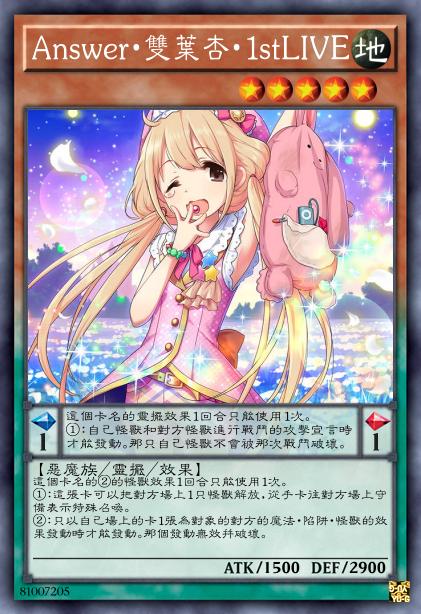 Answer・雙葉杏・1stLIVE
地
這個卡名的靈擺效果1回合只能使用1次。
①:自己怪獸和對方怪獸進行戰鬥的攻擊宣言時
才能發動。那只自己怪獸不會被那次戰鬥破壞。
1
1
【惡魔族/靈擺/效果】
這個卡名的②的怪獸效果1回合只能使用1次。
①:這張卡可以把對方場上1只怪獸解放,從手卡往對方場上守
備表示特殊召喚。
②:只以自己場上的卡1張為對象的對方的魔法・陷阱・怪獸的效
果發動時才能發動。那個發動無效并破壞。
ATK/1500 DEF/2900
81007205